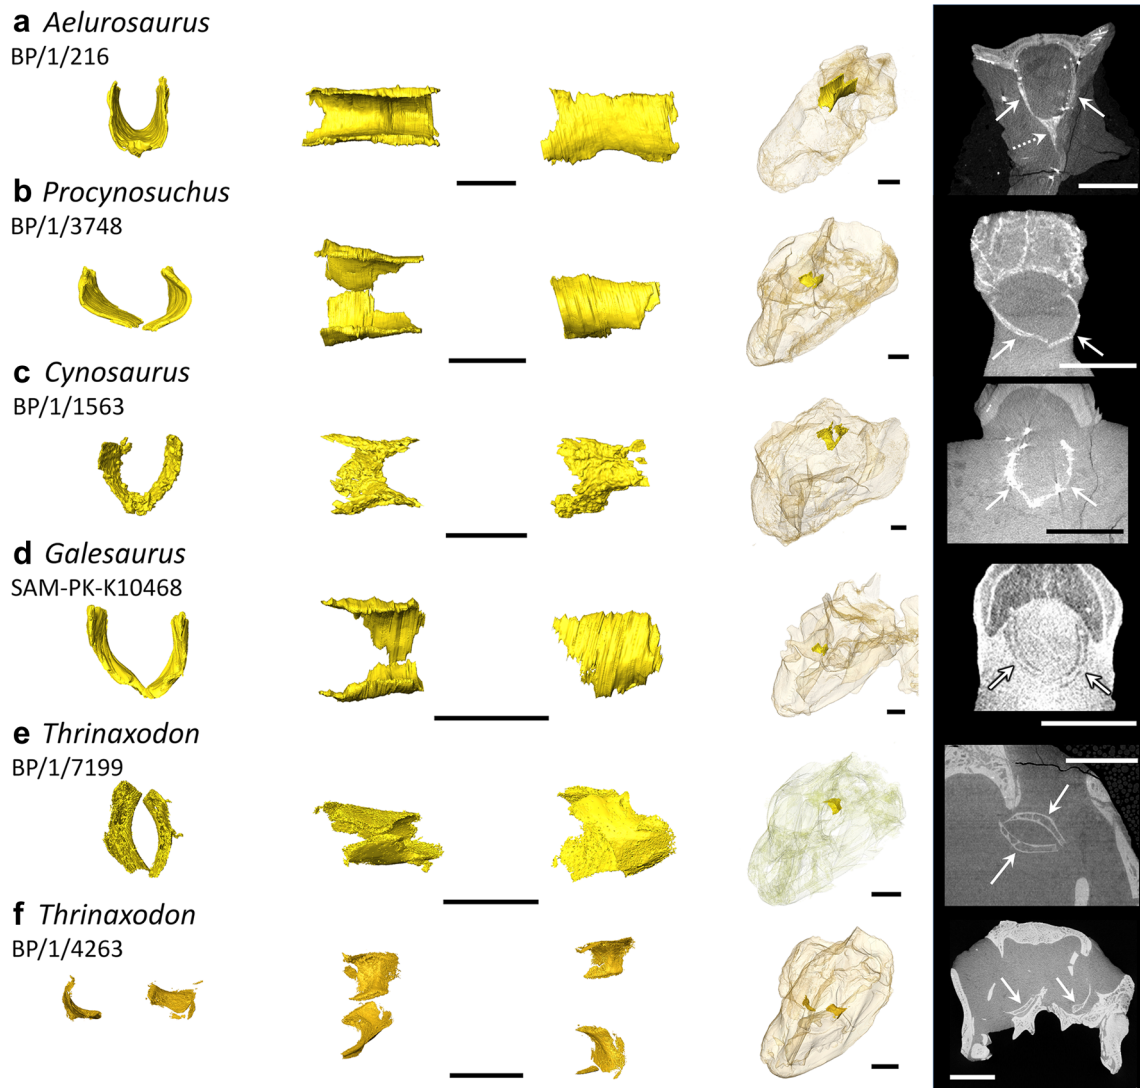 a Aelurosaurus
BP/1/216
b Procynosuchus
BP/1/3748
c Cynosaurus
BP/1/1563
d Galesaurus
SAM-PK-K10468
e Thrinaxodon
BP/1/7199
f Thrinaxodon
BP/1/4263